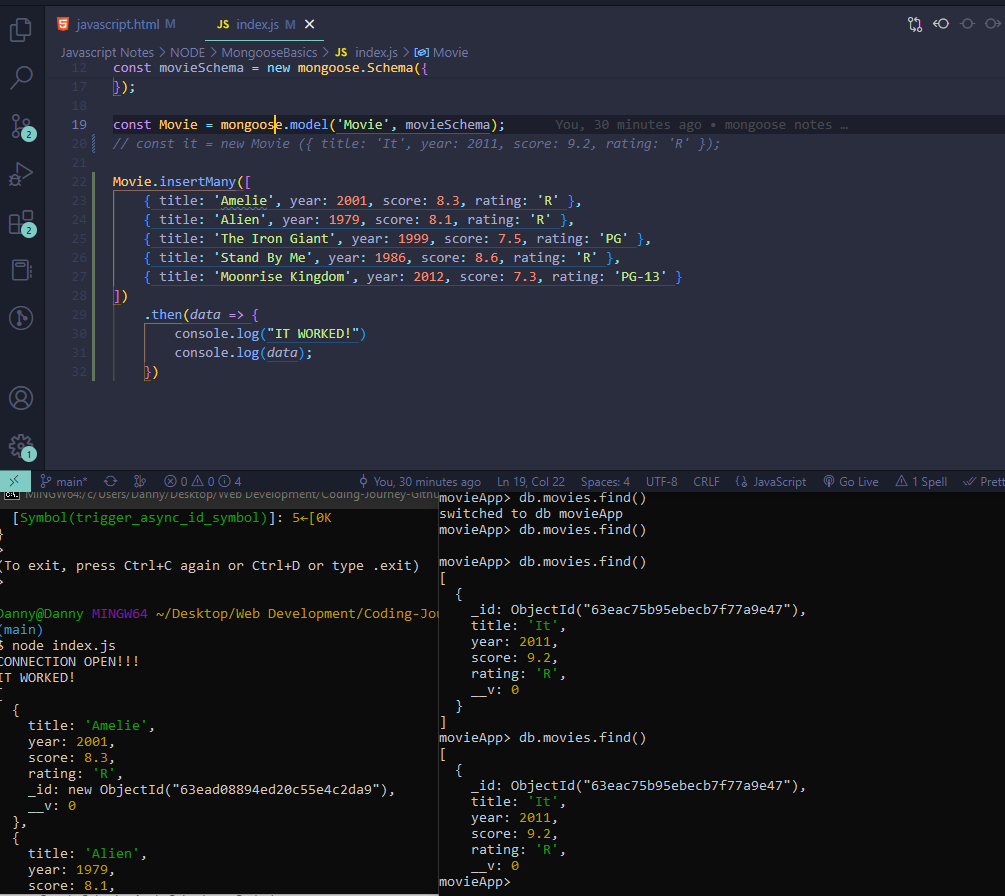 javascript.html M
JS index.js M
Javascript Notes > NODE > MongooseBasics > JS index.js > Movie
12 const movieSchema = new mongoose.Schema({
17 });
18
19 const Movie = mongoose.model('Movie', movieSchema); You, 30 minutes ago • mongoose notes …
20 // const it = new Movie ({ title: 'It', year: 2011, score: 9.2, rating: 'R' });
21
22 Movie.insertMany([
23 { title: 'Amelie', year: 2001, score: 8.3, rating: 'R' },
24 { title: 'Alien', year: 1979, score: 8.1, rating: 'R' },
25 { title: 'The Iron Giant', year: 1999, score: 7.5, rating: 'PG' },
26 { title: 'Stand By Me', year: 1986, score: 8.6, rating: 'R' },
27 { title: 'Moonrise Kingdom', year: 2012, score: 7.3, rating: 'PG-13' }
28 ])
29 .then(data => {
30 console.log("IT WORKED!")
31 console.log(data);
32 })
2
2
1
main* 0 0 4 You, 30 minutes ago Ln 19, Col 22 Spaces: 4 UTF-8 CRLF {} JavaScript Go Live 1 Spell Prett
MINGW64:/c/Users/Danny/Desktop/Web Development/Coding-Journey-Githu
[Symbol(trigger_async_id_symbol)]: 5←[0K
}
>
(To exit, press Ctrl+C again or Ctrl+D or type .exit)
>
Danny@Danny MINGW64 ~/Desktop/Web Development/Coding-Jou
(main)
$ node index.js
CONNECTION OPEN!!!
IT WORKED!
[
{
title: 'Amelie',
year: 2001,
score: 8.3,
rating: 'R',
_id: new ObjectId("63ead08894ed20c55e4c2da9"),
__v: 0
},
{
title: 'Alien',
year: 1979,
score: 8.1,
movieApp> db.movies.find()
switched to db movieApp
movieApp> db.movies.find()
movieApp> db.movies.find()
[
{
_id: ObjectId("63eac75b95ebecb7f77a9e47"),
title: 'It',
year: 2011,
score: 9.2,
rating: 'R',
__v: 0
}
]
movieApp> db.movies.find()
[
{
_id: ObjectId("63eac75b95ebecb7f77a9e47"),
title: 'It',
year: 2011,
score: 9.2,
rating: 'R',
__v: 0
movieApp>